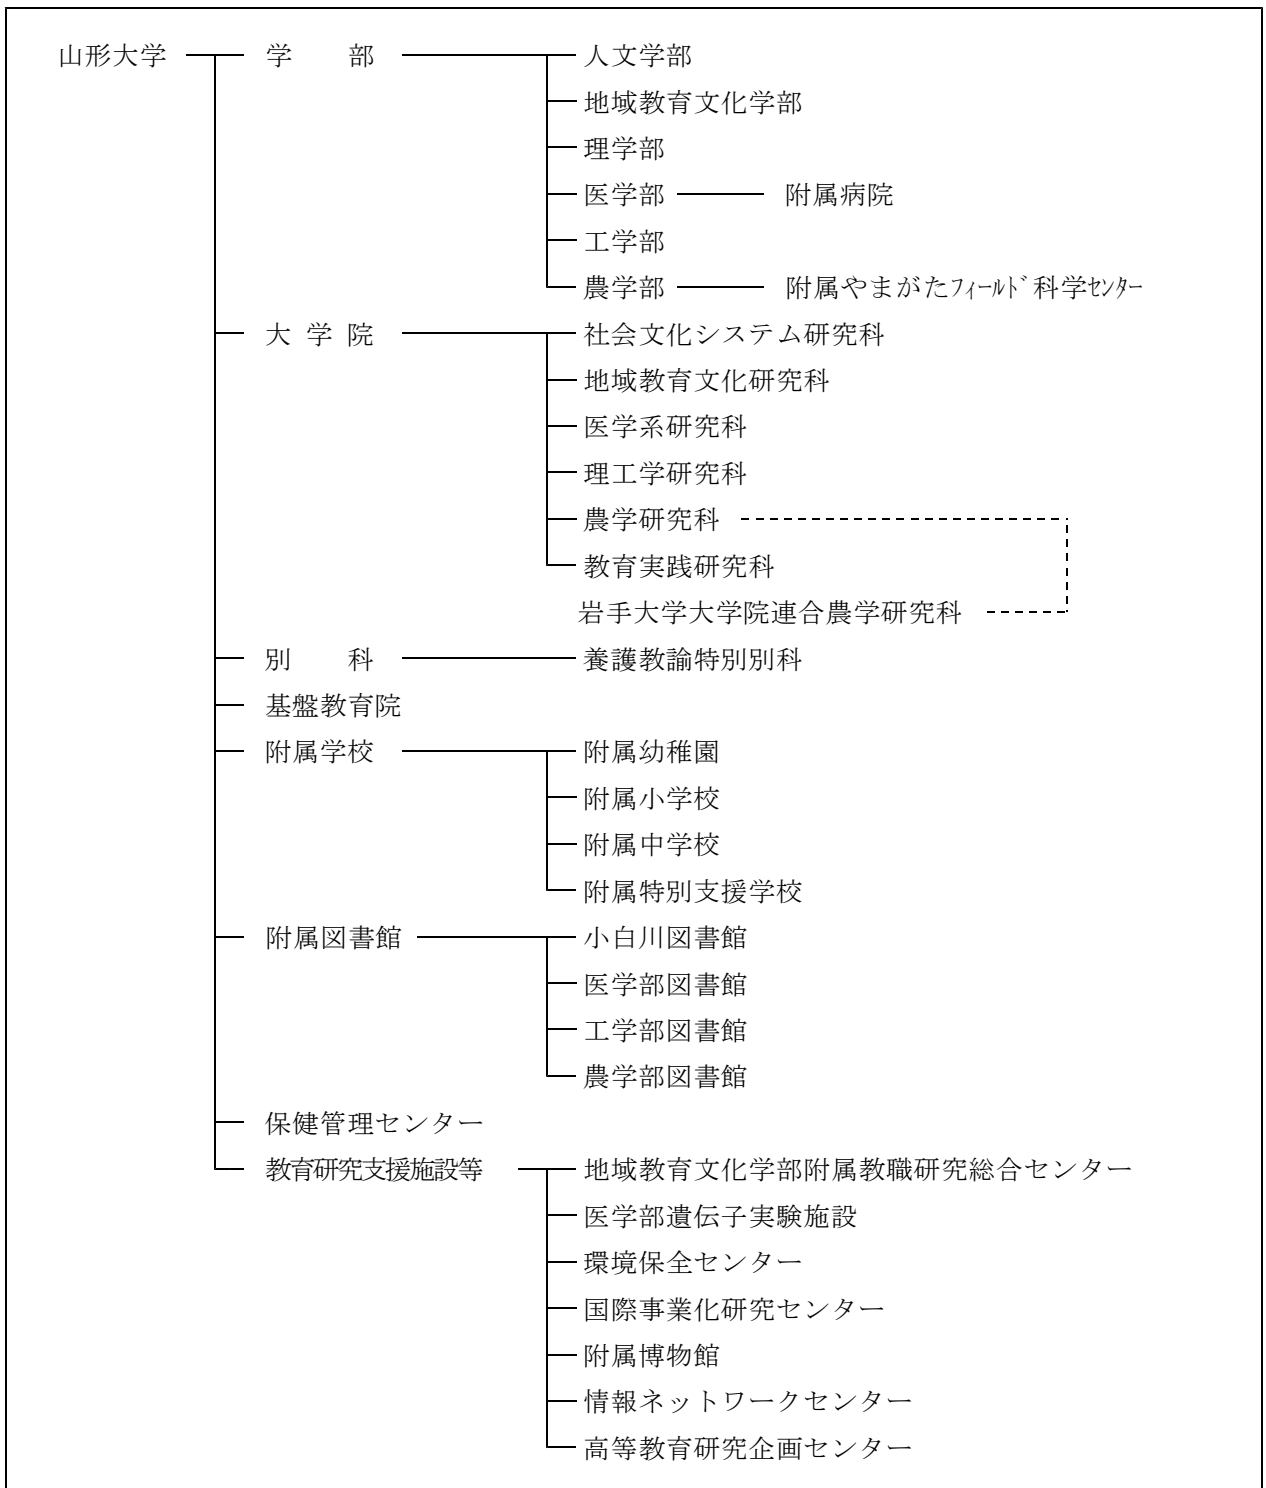 山形大学 学部 人文学部
地域教育文化学部
理学部
医学部 附属病院
工学部
農学部 附属やまがたﾌｨｰﾙﾄﾞ科学ｾﾝﾀｰ
大学院 社会文化システム研究科
地域教育文化研究科
医学系研究科
理工学研究科
農学研究科
教育実践研究科
岩手大学大学院連合農学研究科
別科 養護教諭特別別科
基盤教育院
附属学校 附属幼稚園
附属小学校
附属中学校
附属特別支援学校
附属図書館 小白川図書館
医学部図書館
工学部図書館
農学部図書館
保健管理センター
教育研究支援施設等 地域教育文化学部附属教職研究総合センター
医学部遺伝子実験施設
環境保全センター
国際事業化研究センター
附属博物館
情報ネットワークセンター
高等教育研究企画センター